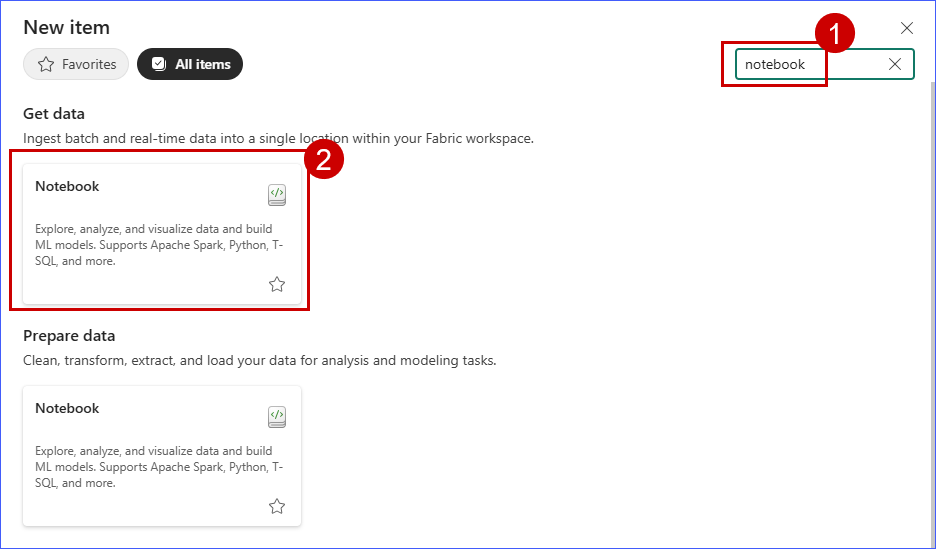 New item
Favorites
All items
notebook
1
Get data
Ingest batch and real-time data into a single location within your Fabric workspace.
2
Notebook
</>
Explore, analyze, and visualize data and build
ML models. Supports Apache Spark, Python, T-
SQL, and more.
Prepare data
Clean, transform, extract, and load your data for analysis and modeling tasks.
Notebook
</>
Explore, analyze, and visualize data and build
ML models. Supports Apache Spark, Python, T-
SQL, and more.